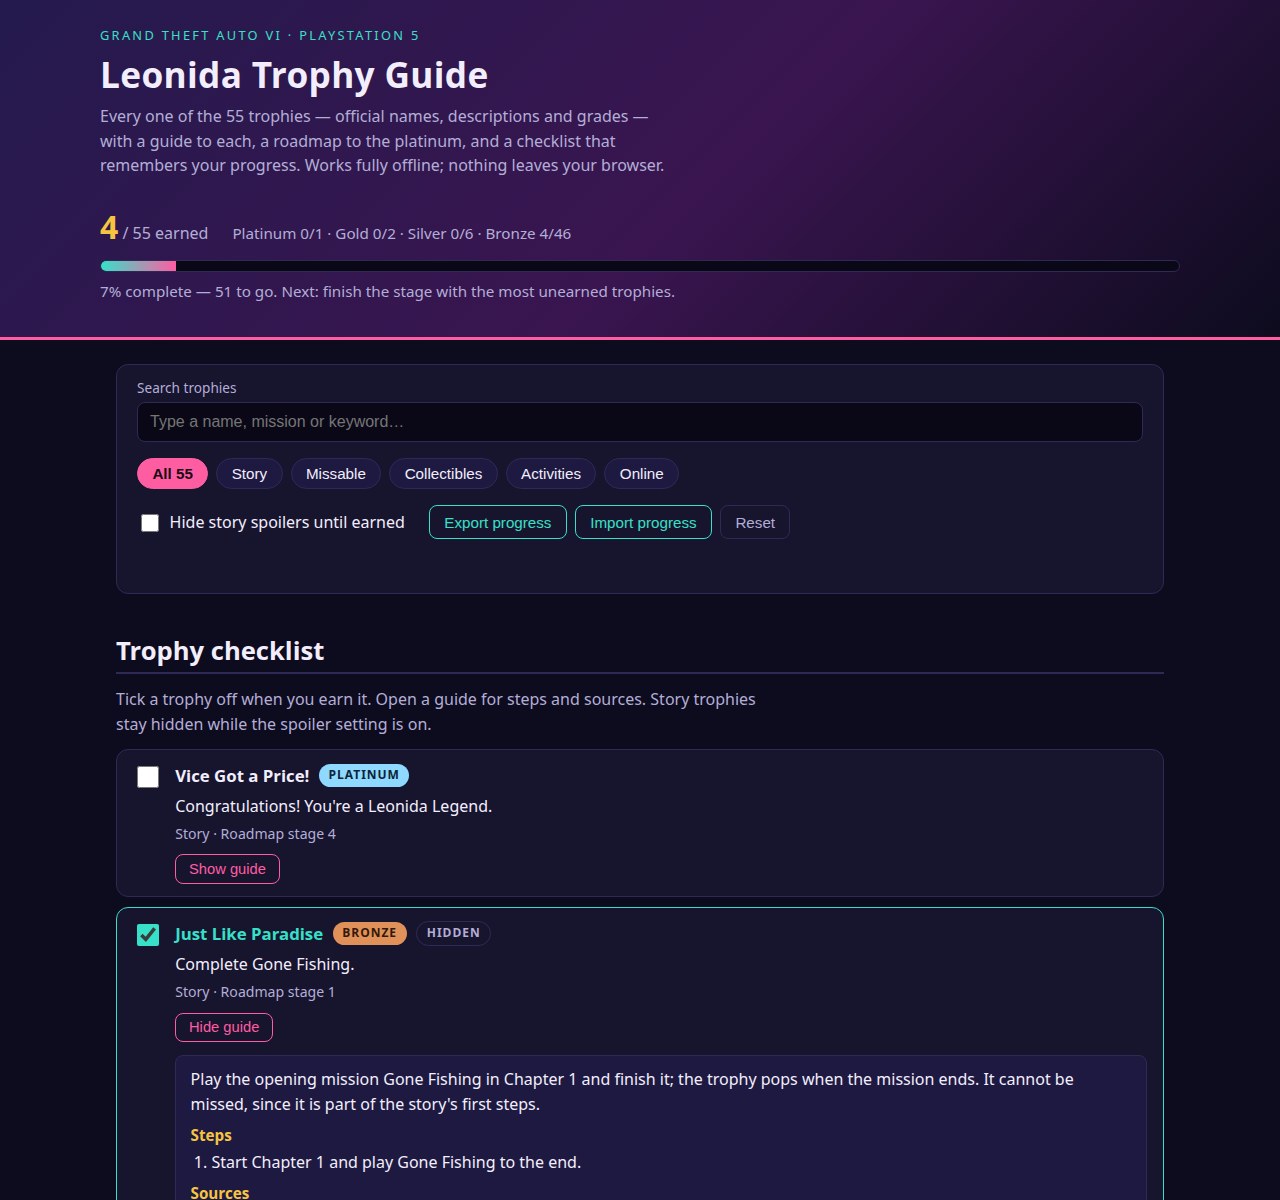 GRAND THEFT AUTO VI · PLAYSTATION 5
Leonida Trophy Guide
Every one of the 55 trophies — official names, descriptions and grades —
with a guide to each, a roadmap to the platinum, and a checklist that
remembers your progress. Works fully offline; nothing leaves your browser.
4 / 55 earned Platinum 0/1 · Gold 0/2 · Silver 0/6 · Bronze 4/46
7% complete — 51 to go. Next: finish the stage with the most unearned trophies.
Search trophies
Type a name, mission or keyword…
All 55 Story Missable Collectibles Activities Online
Hide story spoilers until earned Export progress Import progress Reset
Trophy checklist
Tick a trophy off when you earn it. Open a guide for steps and sources. Story trophies
stay hidden while the spoiler setting is on.
Vice Got a Price! PLATINUM
Congratulations! You're a Leonida Legend.
Story · Roadmap stage 4
Show guide
Just Like Paradise BRONZE HIDDEN
Complete Gone Fishing.
Story · Roadmap stage 1
Hide guide
Play the opening mission Gone Fishing in Chapter 1 and finish it; the trophy pops when the mission ends. It cannot be
missed, since it is part of the story's first steps.
Steps
1. Start Chapter 1 and play Gone Fishing to the end.
Sources